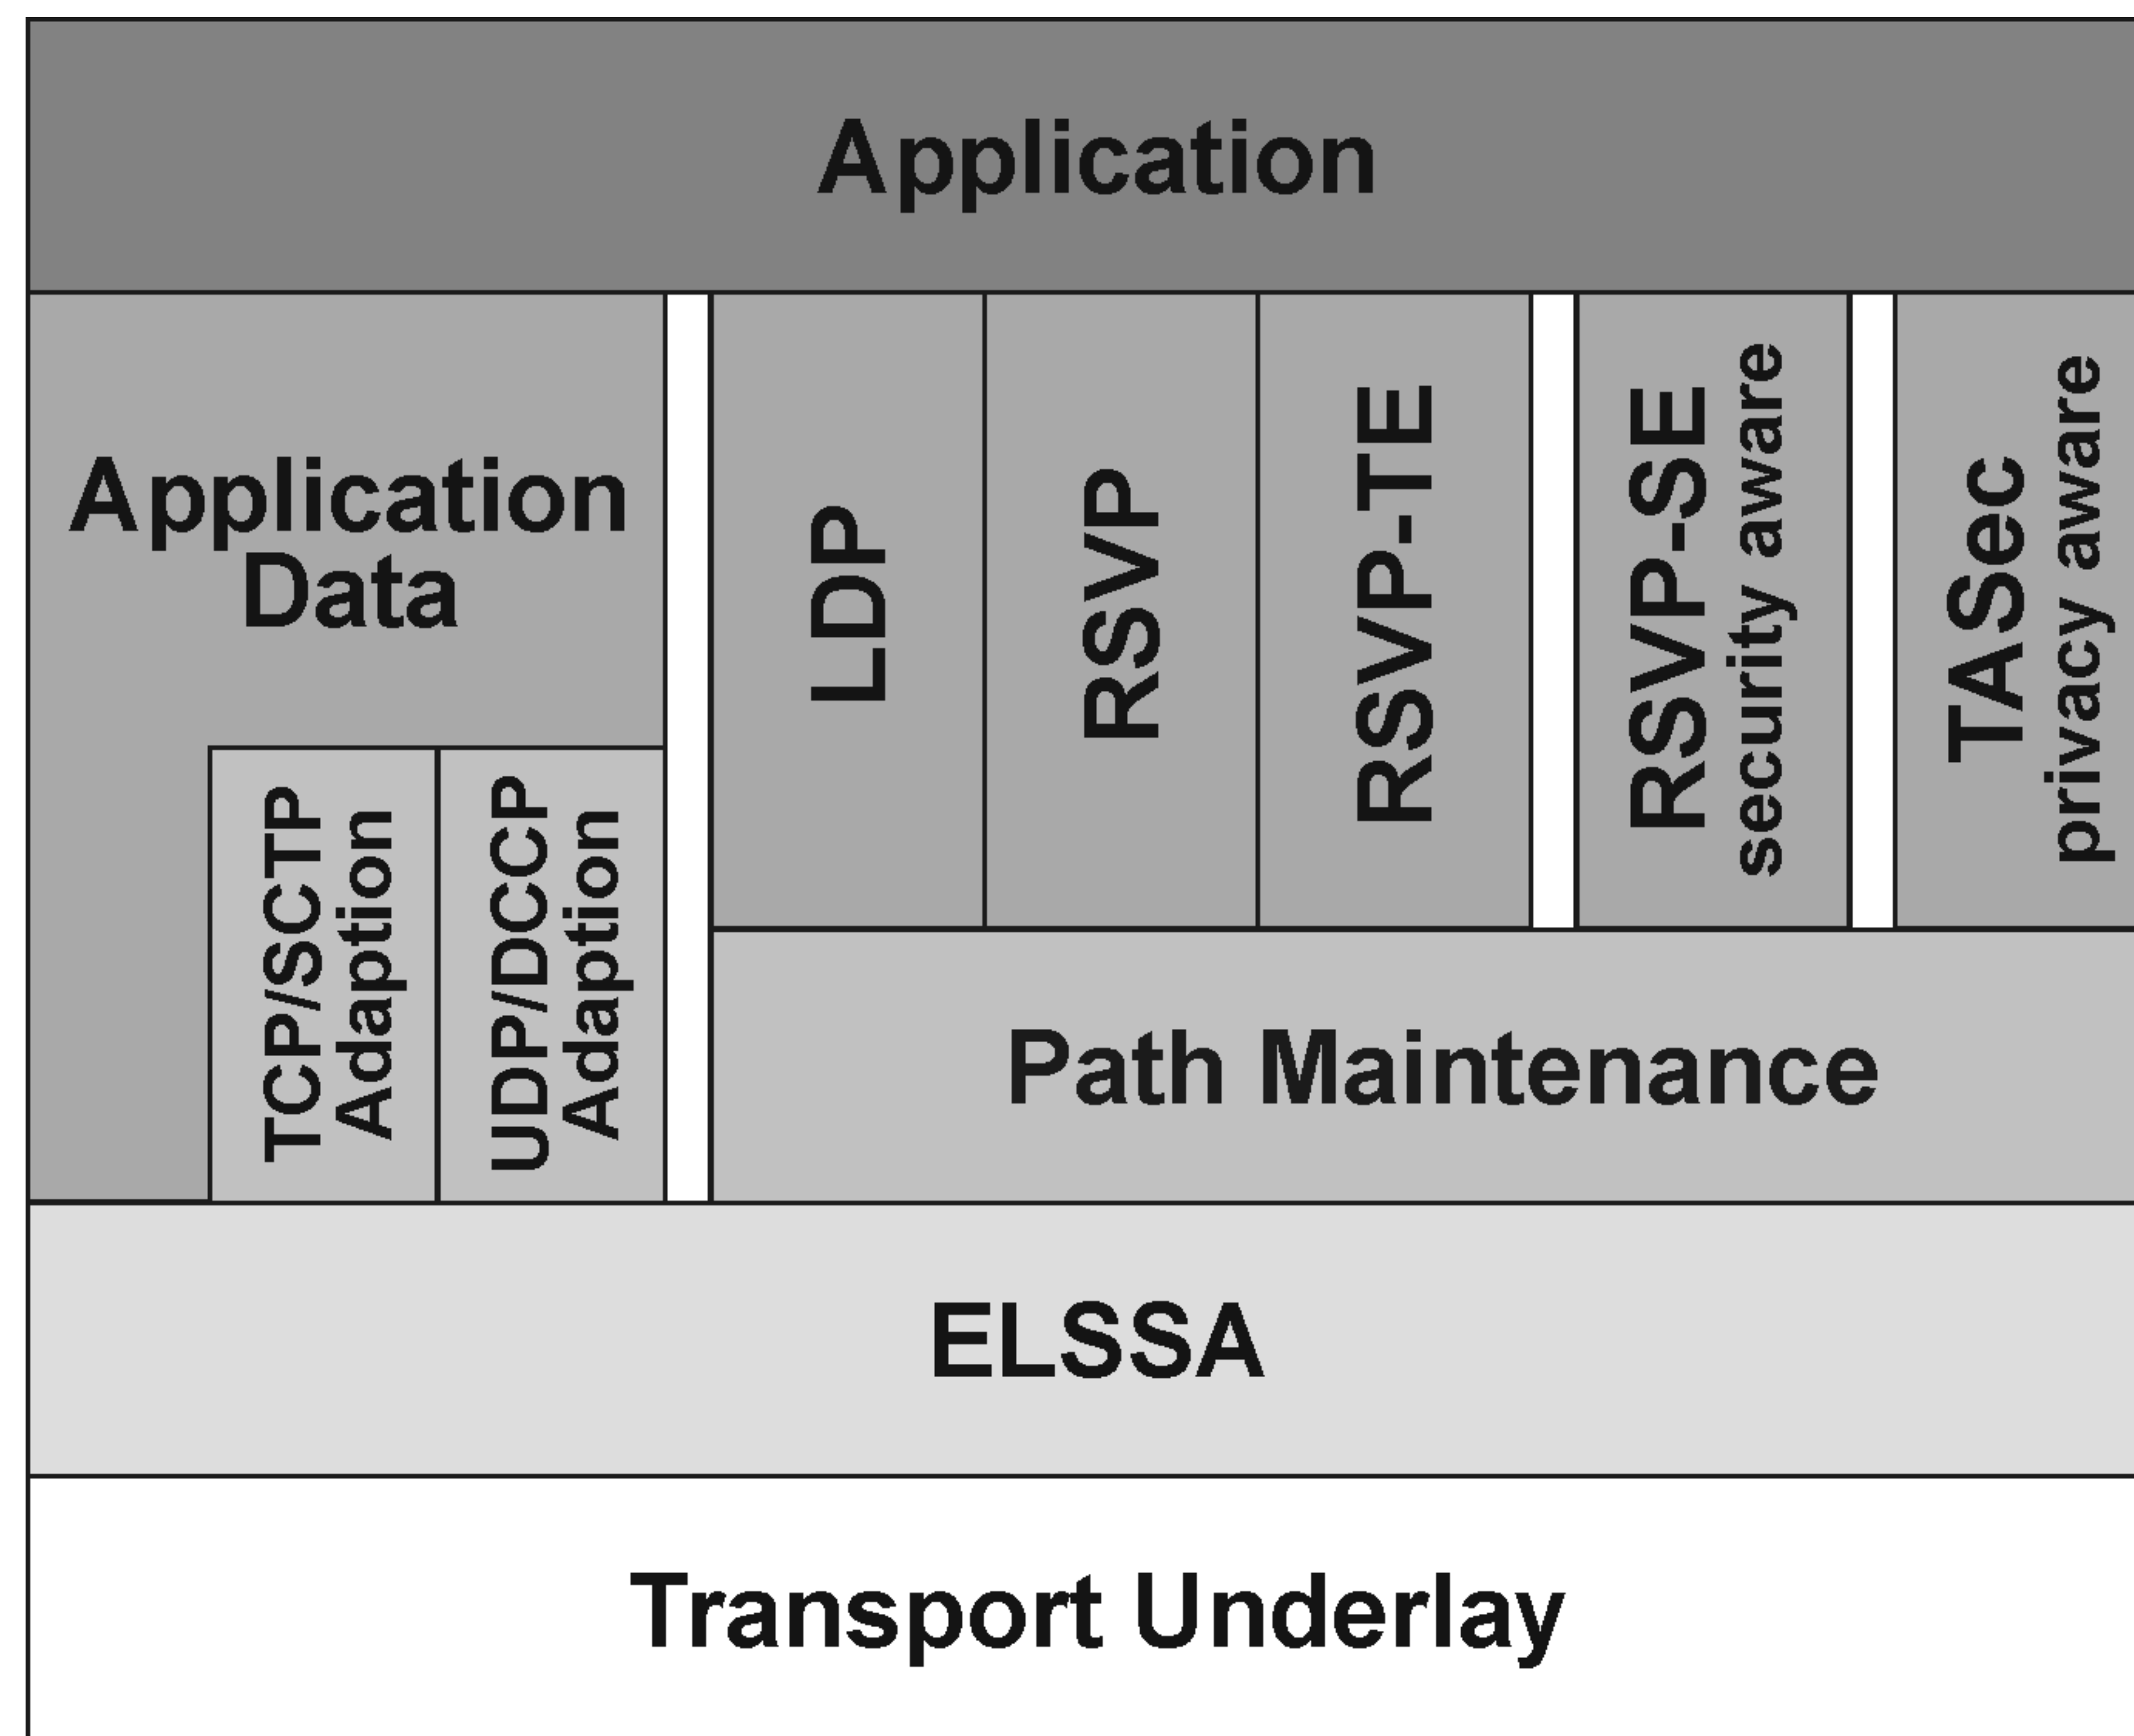 Application
Application
Data
TCP/SCTP
Adaption
UDP/DCCP
Adaption
LDP
RSVP
RSVP-TE
RSVP-SE
security aware
TASec
privacy aware
Path Maintenance
ELSSA
Transport Underlay